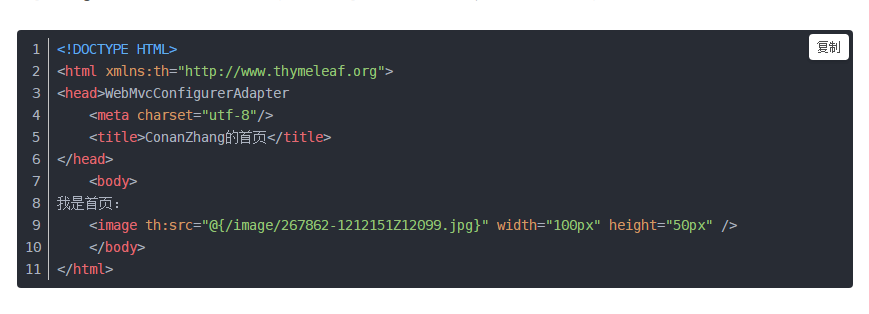 复制
1 <!DOCTYPE HTML>
2 <html xmlns:th="http://www.thymeleaf.org">
3 <head>WebMvcConfigurerAdapter
4     <meta charset="utf-8"/>
5     <title>ConanZhang的首页</title>
6 </head>
7     <body>
8 我是首页：
9     <image th:src="@{/image/267862-1212151Z12099.jpg}" width="100px" height="50px" />
10     </body>
11 </html>